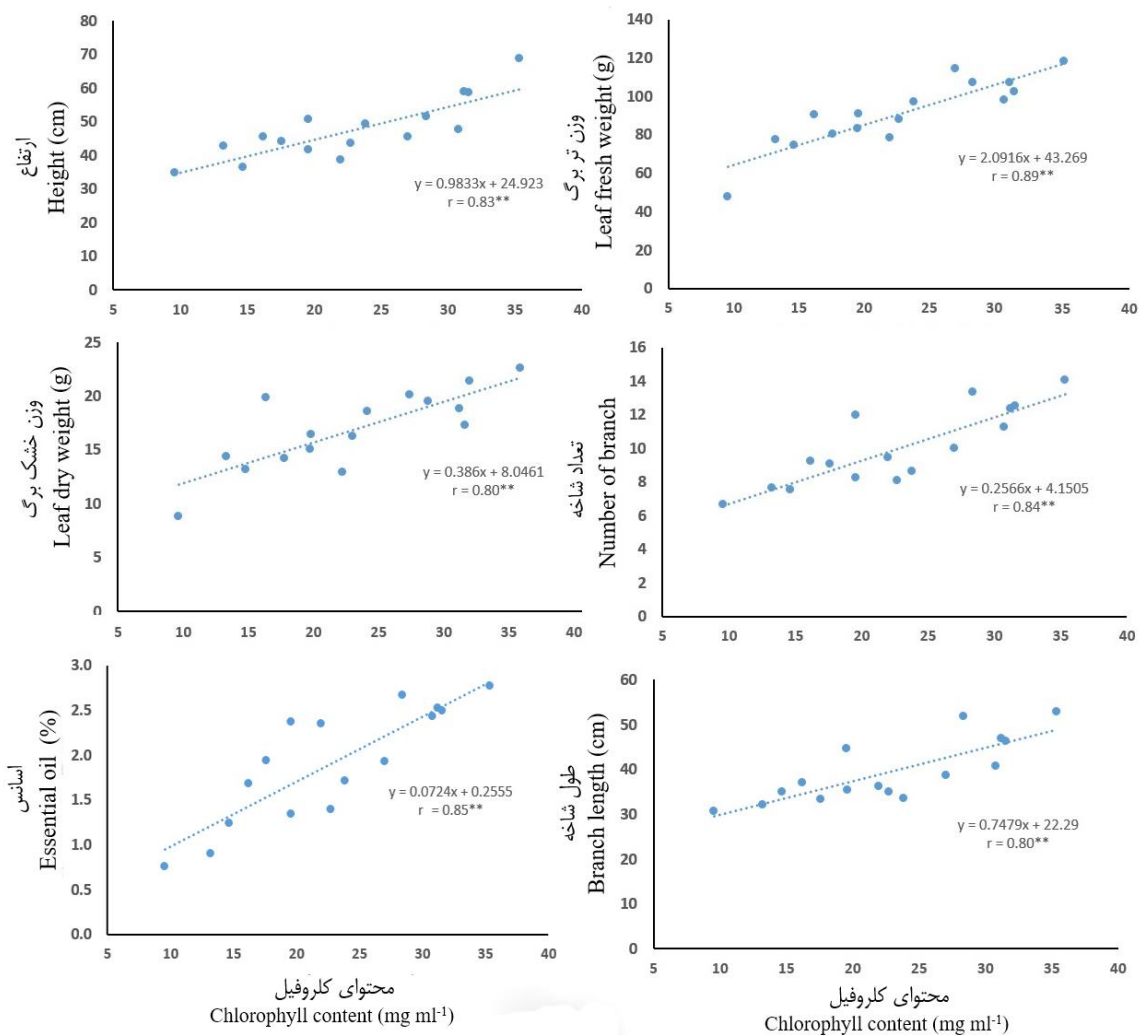 80
70
60
50
40
30
20
10
0
ارتفاع
Height (cm)
y = 0.9833x + 24.923
r = 0.83**
5 10 15 20 25 30 35 40
140
120
100
80
60
40
20
0
وزن تر برگ
Leaf fresh weight (g)
y = 2.0916x + 43.269
r = 0.89**
5 10 15 20 25 30 35 40
25
20
15
10
5
0
وزن خشک برگ
Leaf dry weight (g)
y = 0.386x + 8.0461
r = 0.80**
5 10 15 20 25 30 35 40
16
14
12
10
8
6
4
2
0
تعداد شاخه
Number of branch
y = 0.2566x + 4.1505
r = 0.84**
5 10 15 20 25 30 35 40
3.0
2.5
2.0
1.5
1.0
0.5
0.0
اسانس
Essential oil (%)
y = 0.0724x + 0.2555
r = 0.85**
5 10 15 20 25 30 35 40
محتوای کلروفیل
Chlorophyll content (mg ml⁻¹)
60
50
40
30
20
10
0
طول شاخه
Branch length (cm)
y = 0.7479x + 22.29
r = 0.80**
5 10 15 20 25 30 35 40
محتوای کلروفیل
Chlorophyll content (mg ml⁻¹)